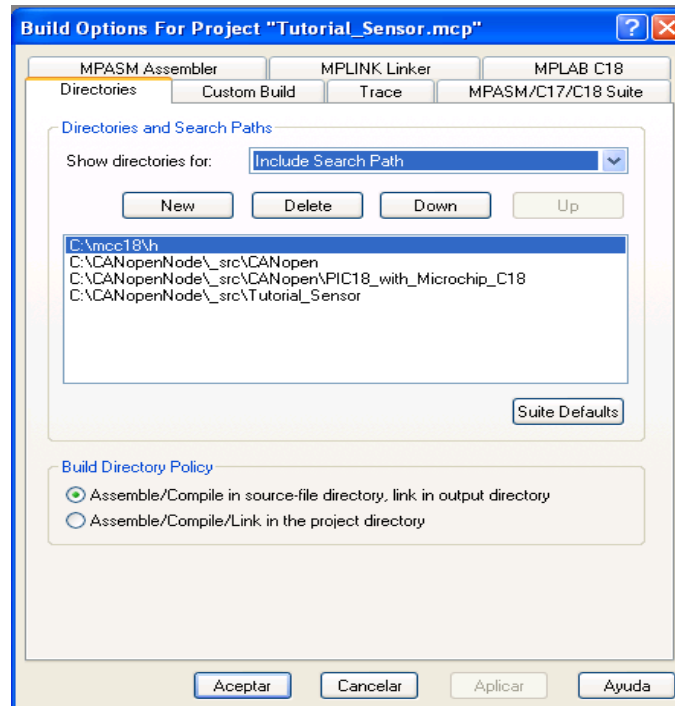 Build Options For Project "Tutorial_Sensor.mcp"
MPASM Assembler MPLINK Linker MPLAB C18
Directories Custom Build Trace MPASM/C17/C18 Suite
Directories and Search Paths
Show directories for: Include Search Path
New Delete Down Up
C:\mcc18\h
C:\CANopenNode\_src\CANopen
C:\CANopenNode\_src\CANopen\PIC18_with_Microchip_C18
C:\CANopenNode\_src\Tutorial_Sensor
Suite Defaults
Build Directory Policy
Assemble/Compile in source-file directory, link in output directory
Assemble/Compile/Link in the project directory
Aceptar Cancelar Aplicar Ayuda